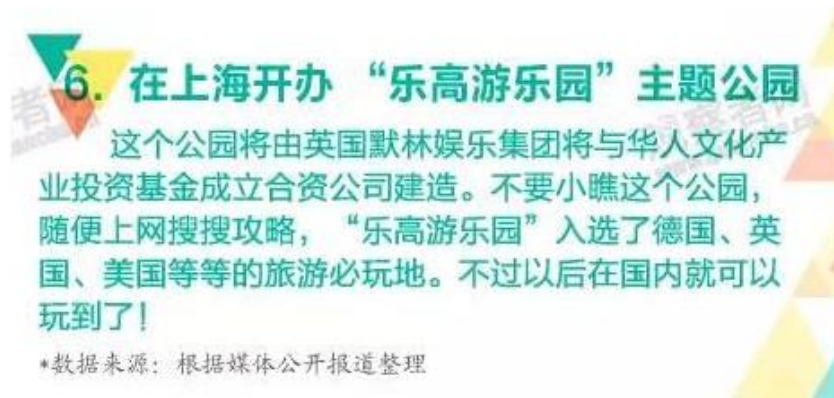 6. 在上海开办 “乐高游乐园”主题公园
这个公园将由英国默林娱乐集团将与华人文化产
业投资基金成立合资公司建造。不要小瞧这个公园，
随便上网搜搜攻略，“乐高游乐园”入选了德国、英
国、美国等等的旅游必玩地。不过以后在国内就可以
玩到了！
*数据来源：根据媒体公开报道整理